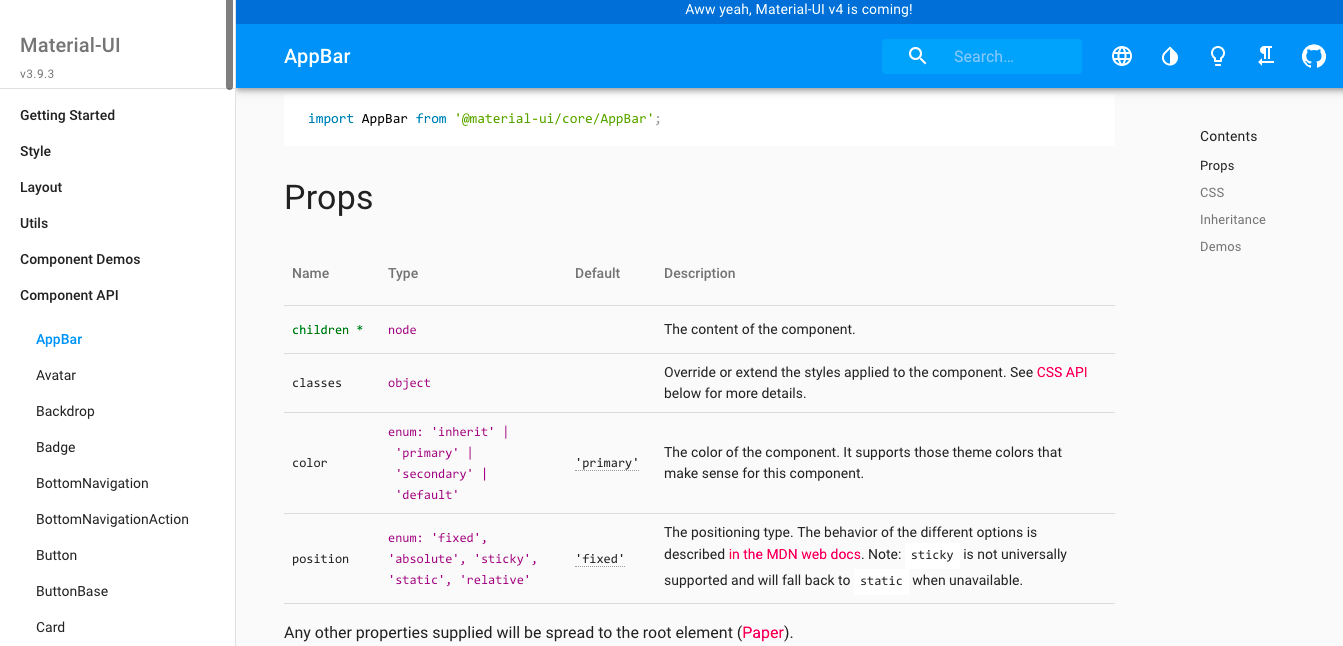 Aww yeah, Material-UI v4 is coming!
Material-UI
v3.9.3
AppBar
Search...
Getting Started
Style
Layout
Utils
Component Demos
Component API
AppBar
Avatar
Backdrop
Badge
BottomNavigation
BottomNavigationAction
Button
ButtonBase
Card
import AppBar from '@material-ui/core/AppBar';
Props
Name Type Default Description
children * node The content of the component.
classes object Override or extend the styles applied to the component. See CSS API
below for more details.
color enum: 'inherit' |
'primary' |
'secondary' |
'default'
'primary' The color of the component. It supports those theme colors that
make sense for this component.
position enum: 'fixed',
'absolute', 'sticky',
'static', 'relative'
'fixed' The positioning type. The behavior of the different options is
described in the MDN web docs. Note: sticky is not universally
supported and will fall back to static when unavailable.
Any other properties supplied will be spread to the root element (Paper).
Contents
Props
CSS
Inheritance
Demos